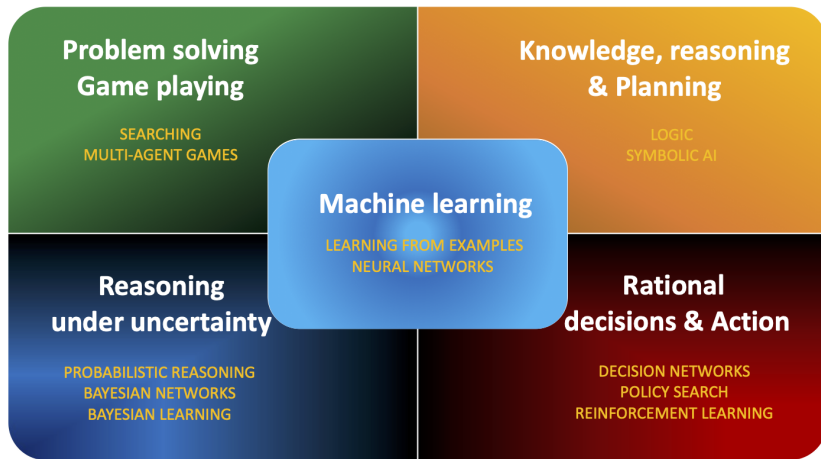 Problem solving
Game playing
SEARCHING
MULTI-AGENT GAMES
Knowledge, reasoning
& Planning
LOGIC
SYMBOLIC AI
Machine learning
LEARNING FROM EXAMPLES
NEURAL NETWORKS
Reasoning
under uncertainty
PROBABILISTIC REASONING
BAYESIAN NETWORKS
BAYESIAN LEARNING
Rational
decisions & Action
DECISION NETWORKS
POLICY SEARCH
REINFORCEMENT LEARNING